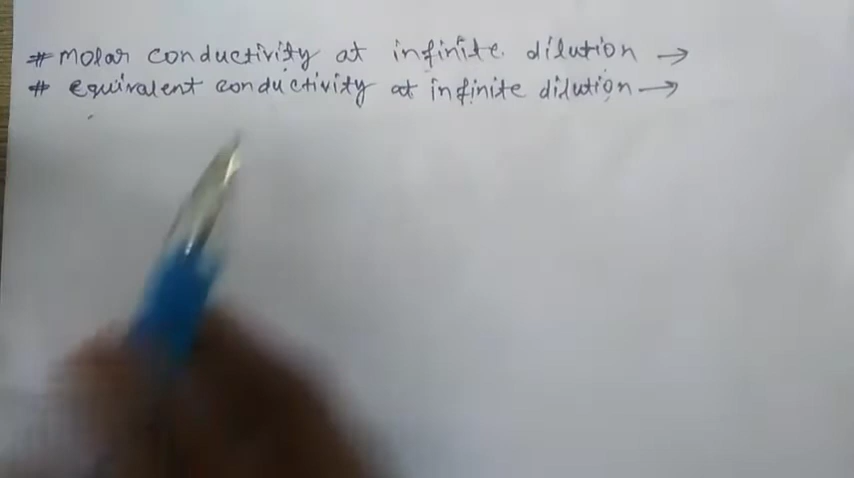 # Molar conductivity at infinite dilution →
# equivalent conductivity at infinite dilution →